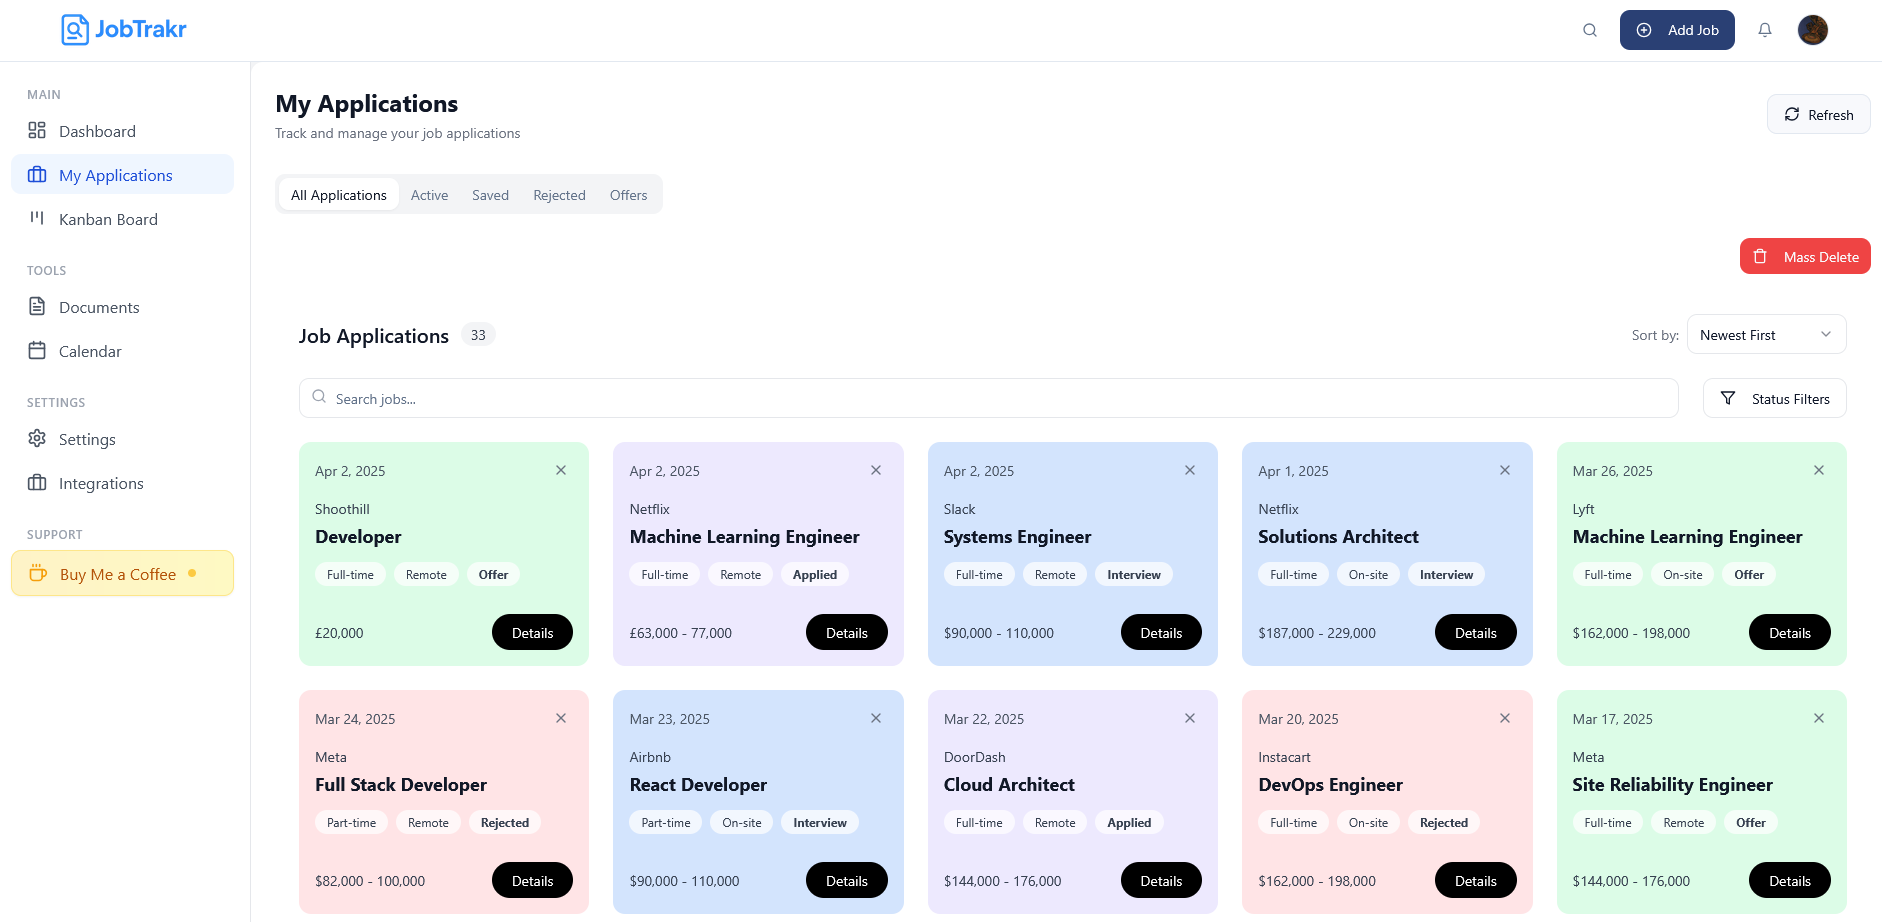 JobTrakr
Add Job
MAIN
Dashboard
My Applications
Kanban Board
TOOLS
Documents
Calendar
SETTINGS
Settings
Integrations
SUPPORT
Buy Me a Coffee
My Applications
Track and manage your job applications
Refresh
All Applications Active Saved Rejected Offers
Mass Delete
Job Applications 33
Sort by: Newest First
Search jobs...
Status Filters
Apr 2, 2025
Shoothill
Developer
Full-time Remote Offer
£20,000 Details
Apr 2, 2025
Netflix
Machine Learning Engineer
Full-time Remote Applied
£63,000 - 77,000 Details
Apr 2, 2025
Slack
Systems Engineer
Full-time Remote Interview
$90,000 - 110,000 Details
Apr 1, 2025
Netflix
Solutions Architect
Full-time On-site Interview
$187,000 - 229,000 Details
Mar 26, 2025
Lyft
Machine Learning Engineer
Full-time On-site Offer
$162,000 - 198,000 Details
Mar 24, 2025
Meta
Full Stack Developer
Part-time Remote Rejected
$82,000 - 100,000 Details
Mar 23, 2025
Airbnb
React Developer
Part-time On-site Interview
$90,000 - 110,000 Details
Mar 22, 2025
DoorDash
Cloud Architect
Full-time Remote Applied
$144,000 - 176,000 Details
Mar 20, 2025
Instacart
DevOps Engineer
Full-time On-site Rejected
$162,000 - 198,000 Details
Mar 17, 2025
Meta
Site Reliability Engineer
Full-time Remote Offer
$144,000 - 176,000 Details